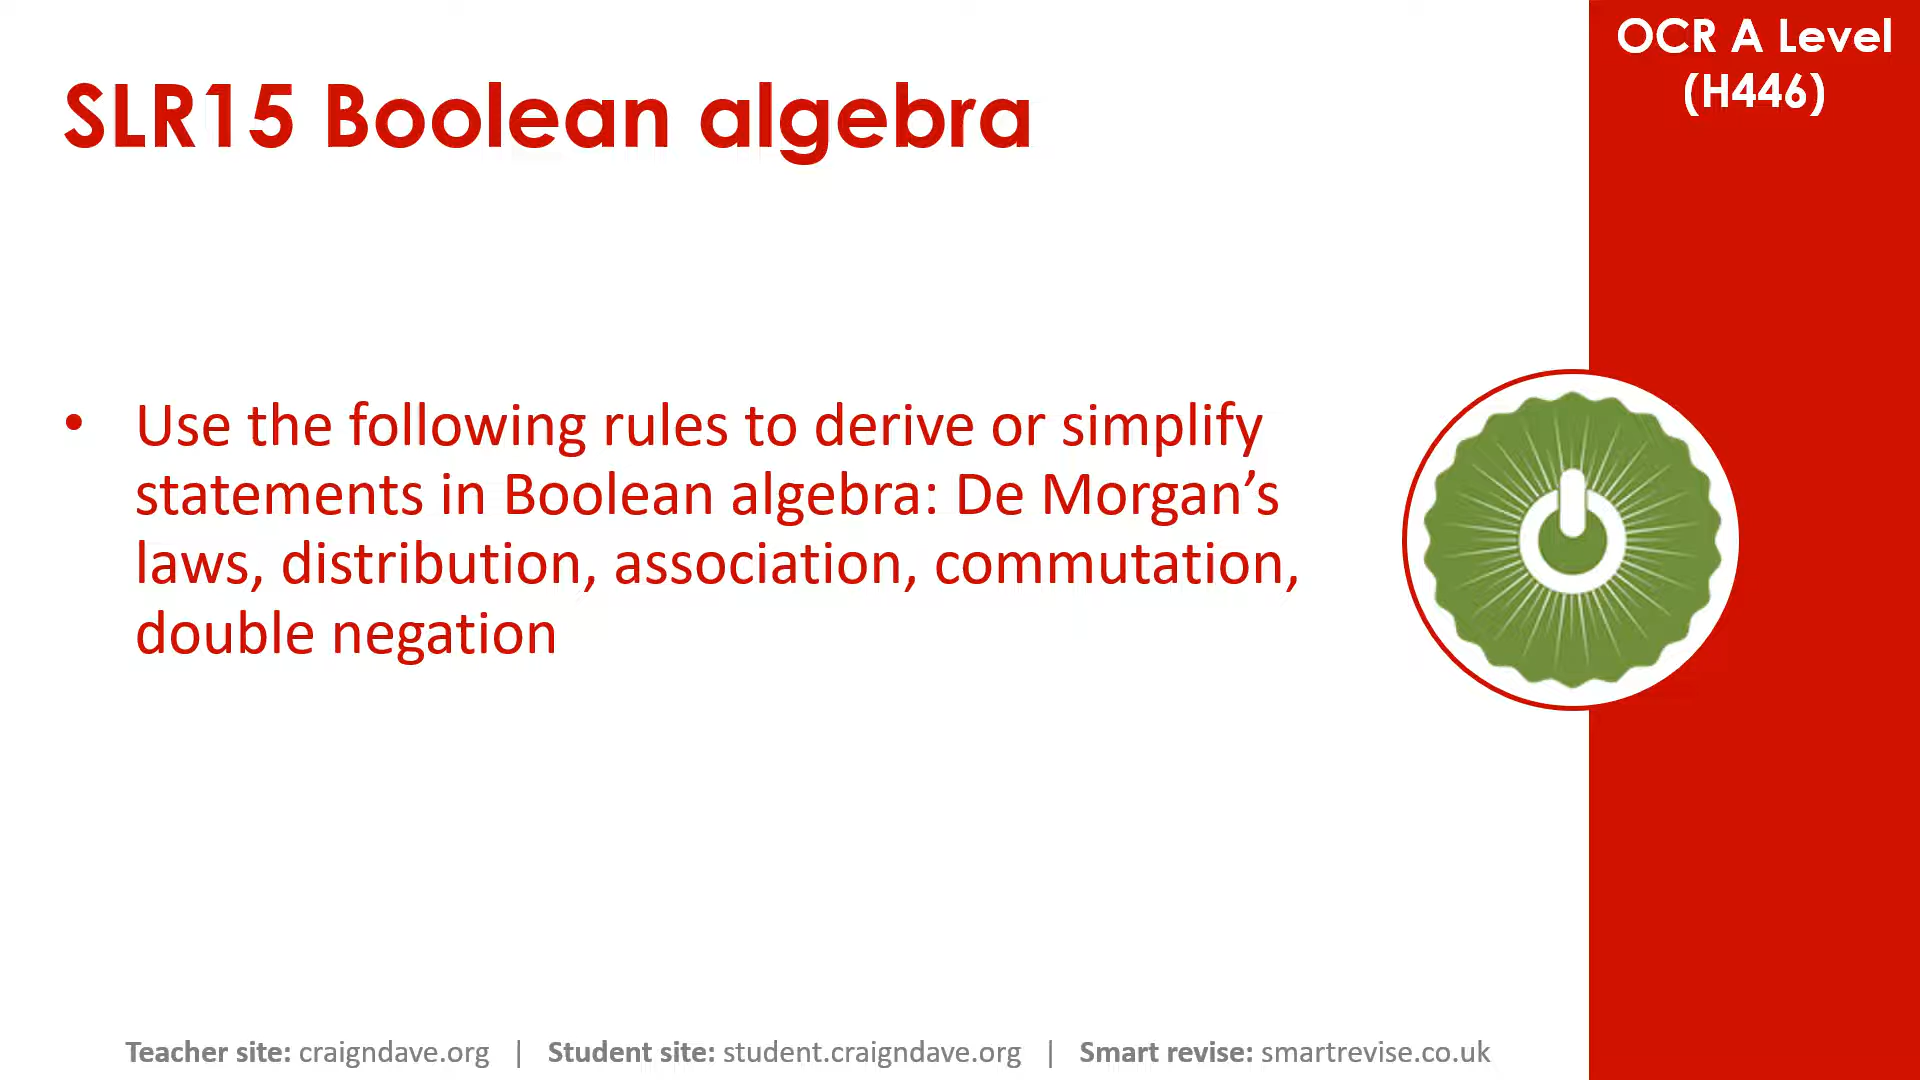 OCR A Level
(H446)
SLR15 Boolean algebra
• Use the following rules to derive or simplify
statements in Boolean algebra: De Morgan’s
laws, distribution, association, commutation,
double negation
Teacher site: craigndave.org | Student site: student.craigndave.org | Smart revise: smartrevise.co.uk